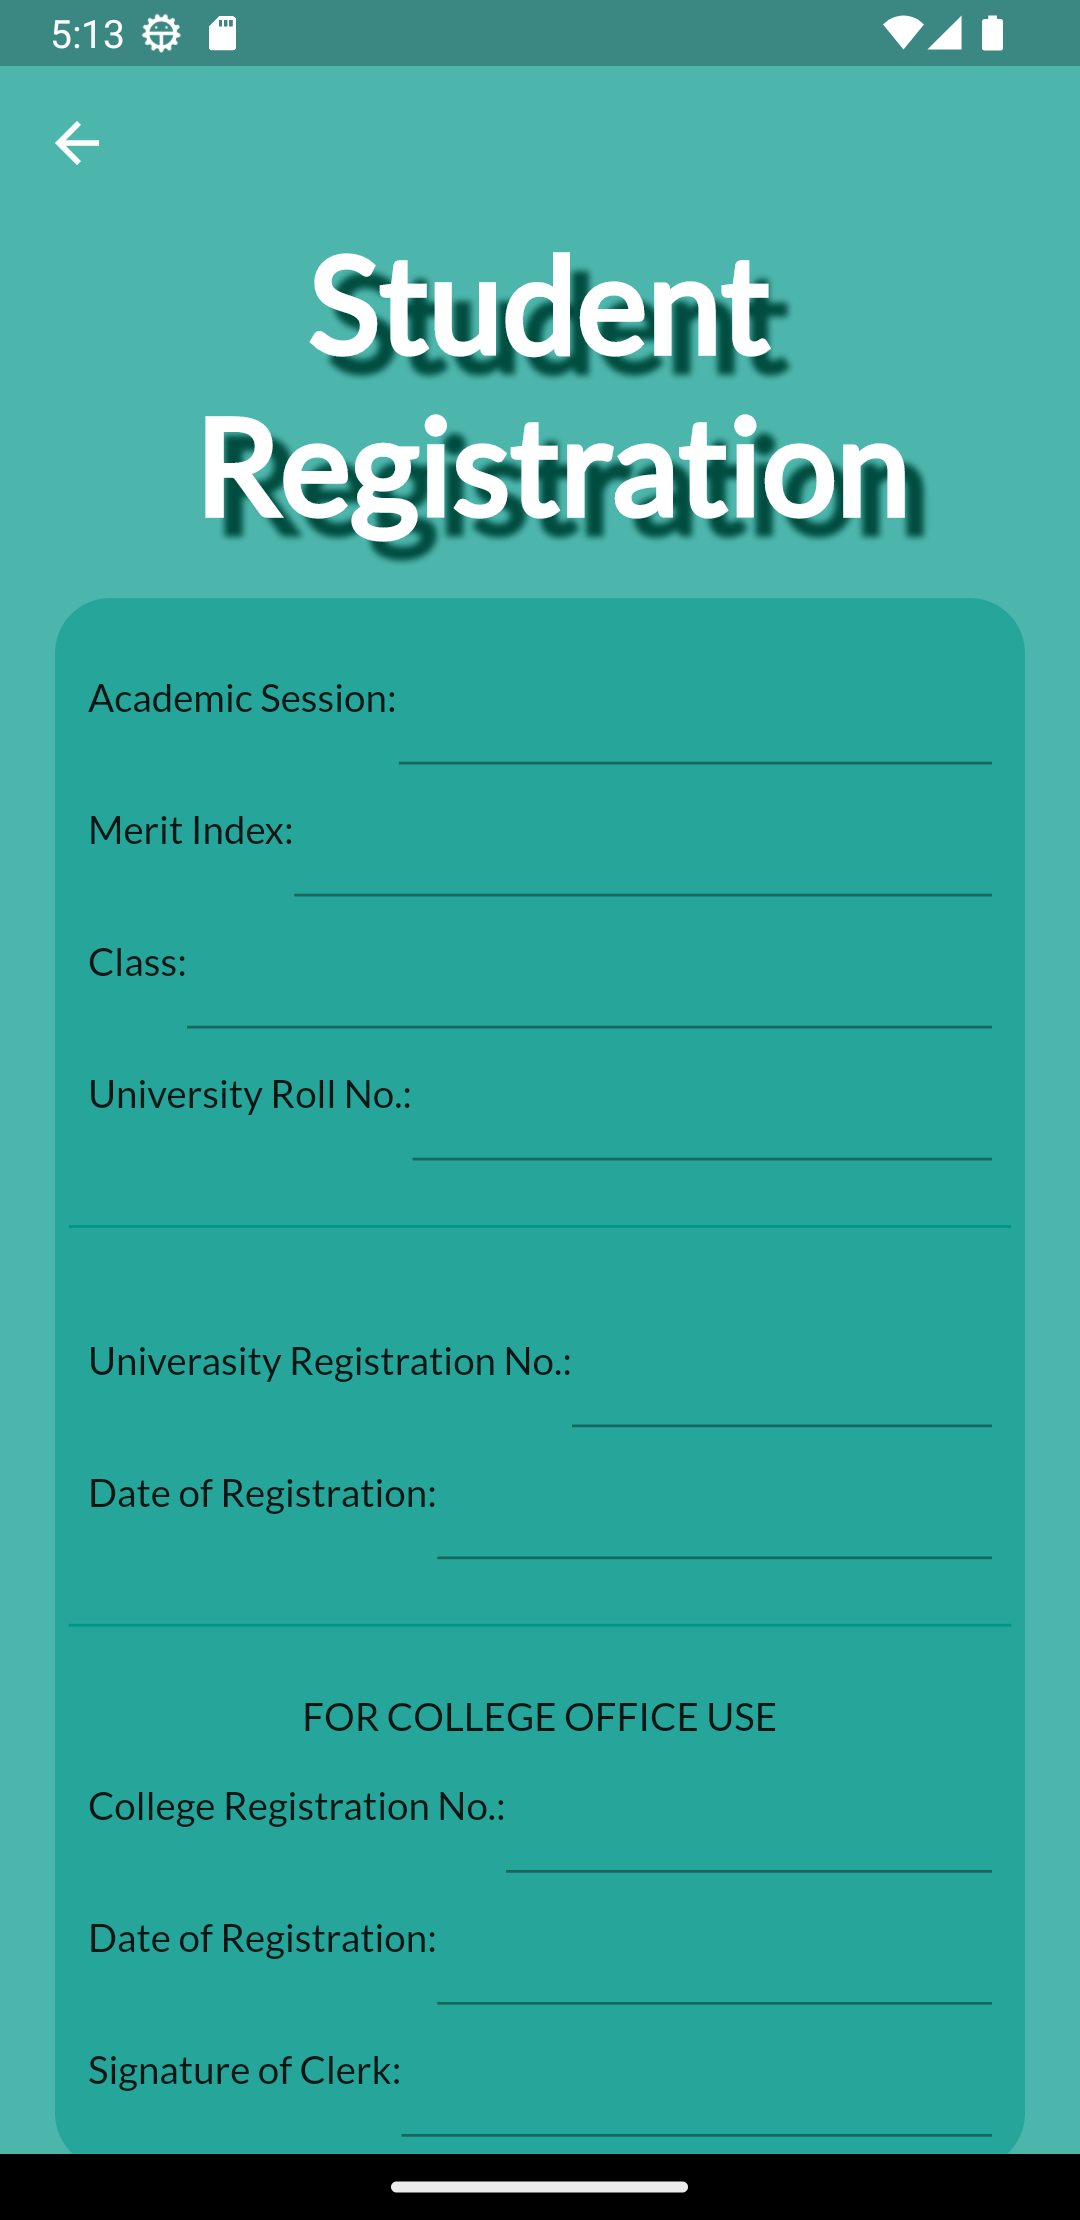 5:13
Student
Registration
Academic Session:
Merit Index:
Class:
University Roll No.:
Univerasity Registration No.:
Date of Registration:
FOR COLLEGE OFFICE USE
College Registration No.:
Date of Registration:
Signature of Clerk: